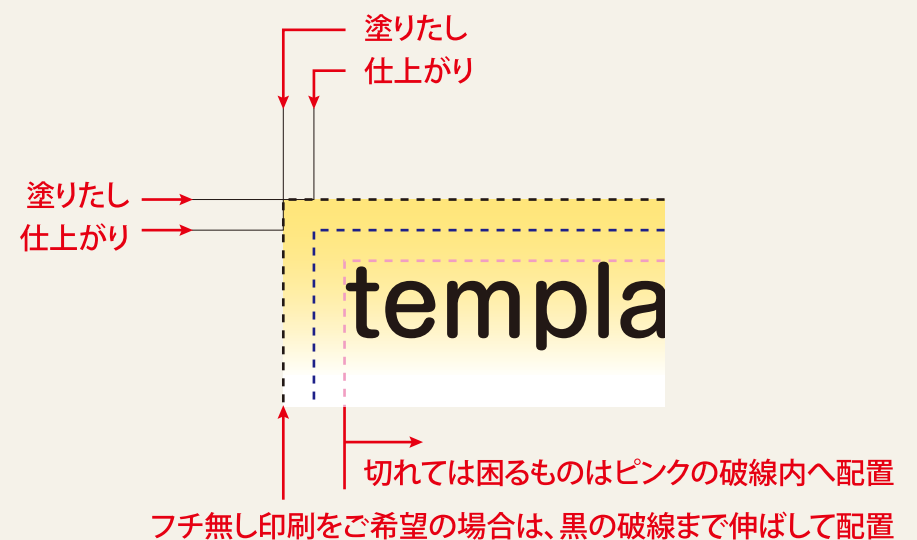 塗りたし
仕上がり
塗りたし
仕上がり
templa
切れては困るものはピンクの破線内へ配置
フチ無し印刷をご希望の場合は、黒の破線まで伸ばして配置